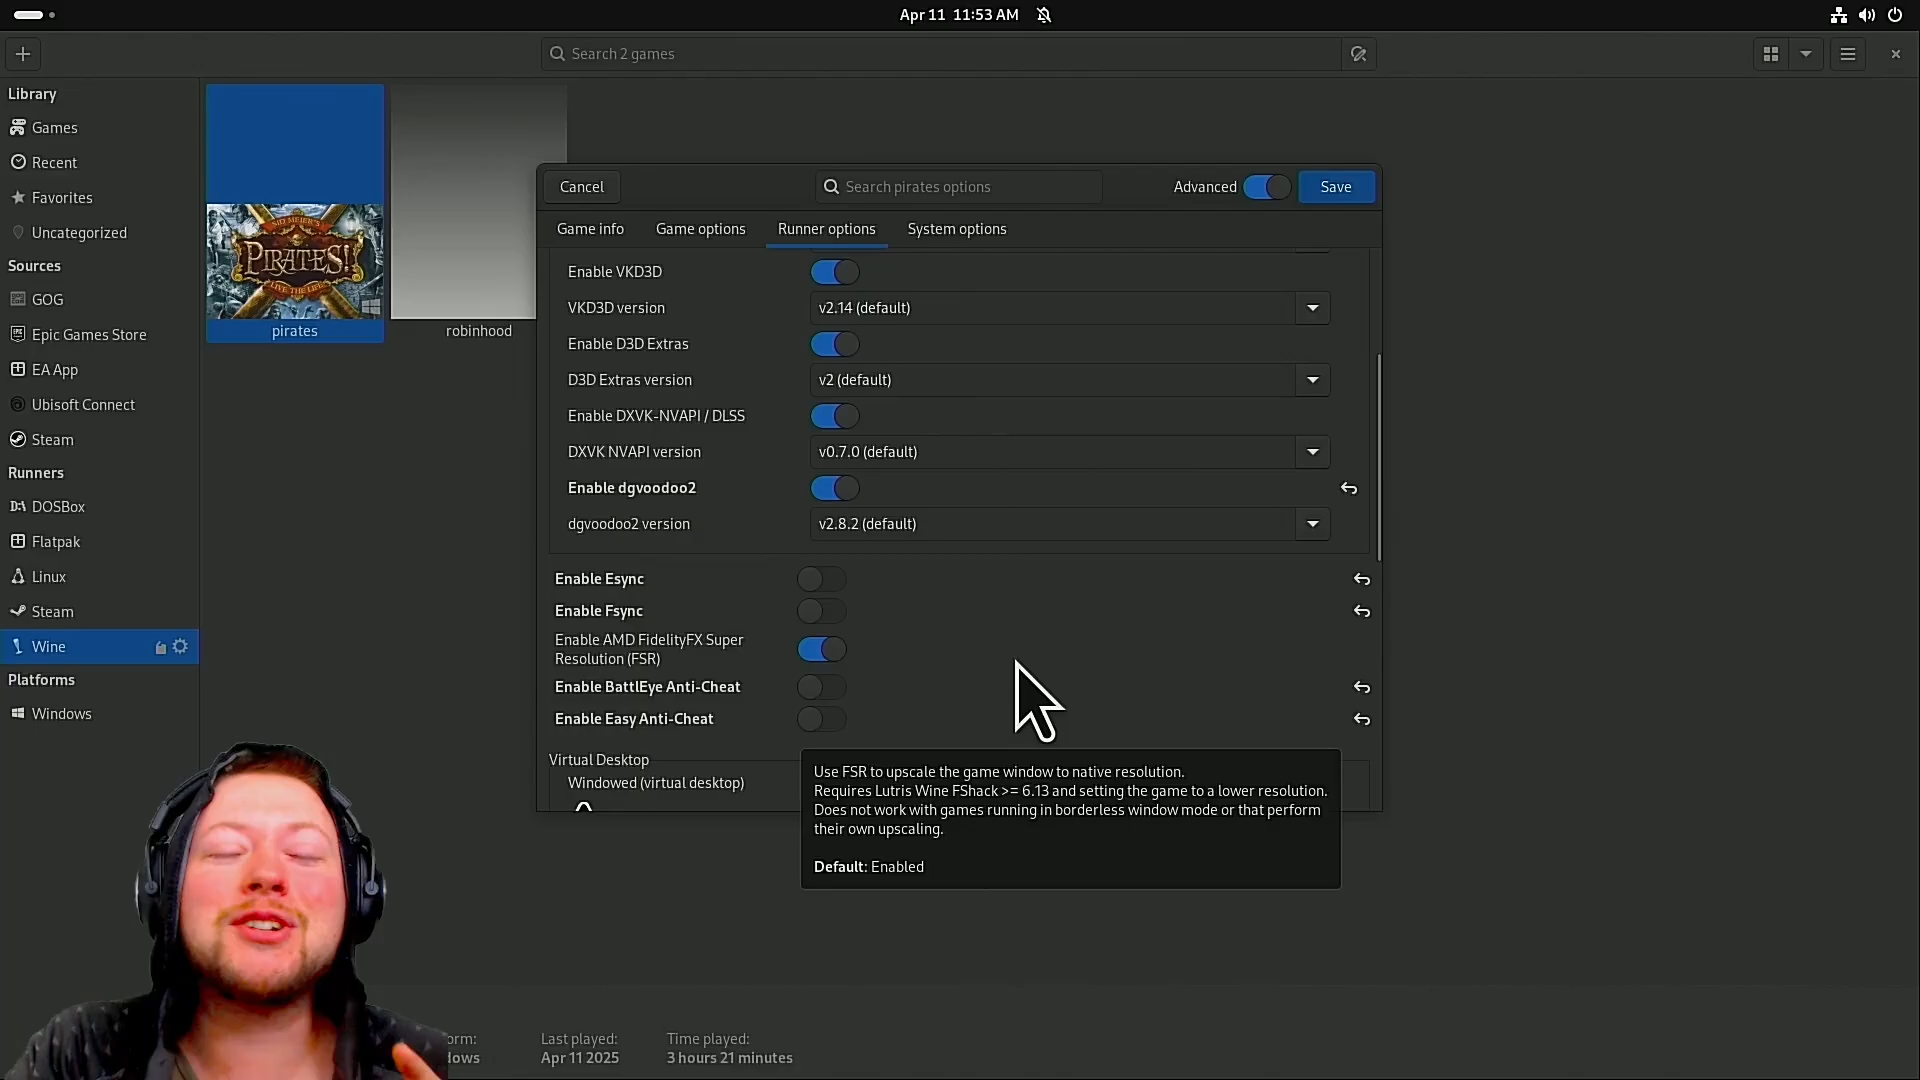 Apr 11 11:53 AM
Search 2 games
Library
Games
Recent
Favorites
Uncategorized
Sources
GOG
Epic Games Store
EA App
Ubisoft Connect
Steam
Runners
DOSBox
Flatpak
Linux
Steam
Wine
Platforms
Windows
SID MEIER'S
PIRATES!
LIVE THE LIFE
pirates
robinhood
Cancel
Search pirates options
Advanced
Save
Game info
Game options
Runner options
System options
Enable VKD3D
VKD3D version
v2.14 (default)
Enable D3D Extras
D3D Extras version
v2 (default)
Enable DXVK-NVAPI / DLSS
DXVK NVAPI version
v0.7.0 (default)
Enable dgvoodoo2
dgvoodoo2 version
v2.8.2 (default)
Enable Esync
Enable Fsync
Enable AMD FidelityFX Super
Resolution (FSR)
Enable BattlEye Anti-Cheat
Enable Easy Anti-Cheat
Virtual Desktop
Windowed (virtual desktop)
Use FSR to upscale the game window to native resolution.
Requires Lutris Wine FShack >= 6.13 and setting the game to a lower resolution.
Does not work with games running in borderless window mode or that perform
their own upscaling.
Default: Enabled
orm:
dows
Last played:
Apr 11 2025
Time played:
3 hours 21 minutes